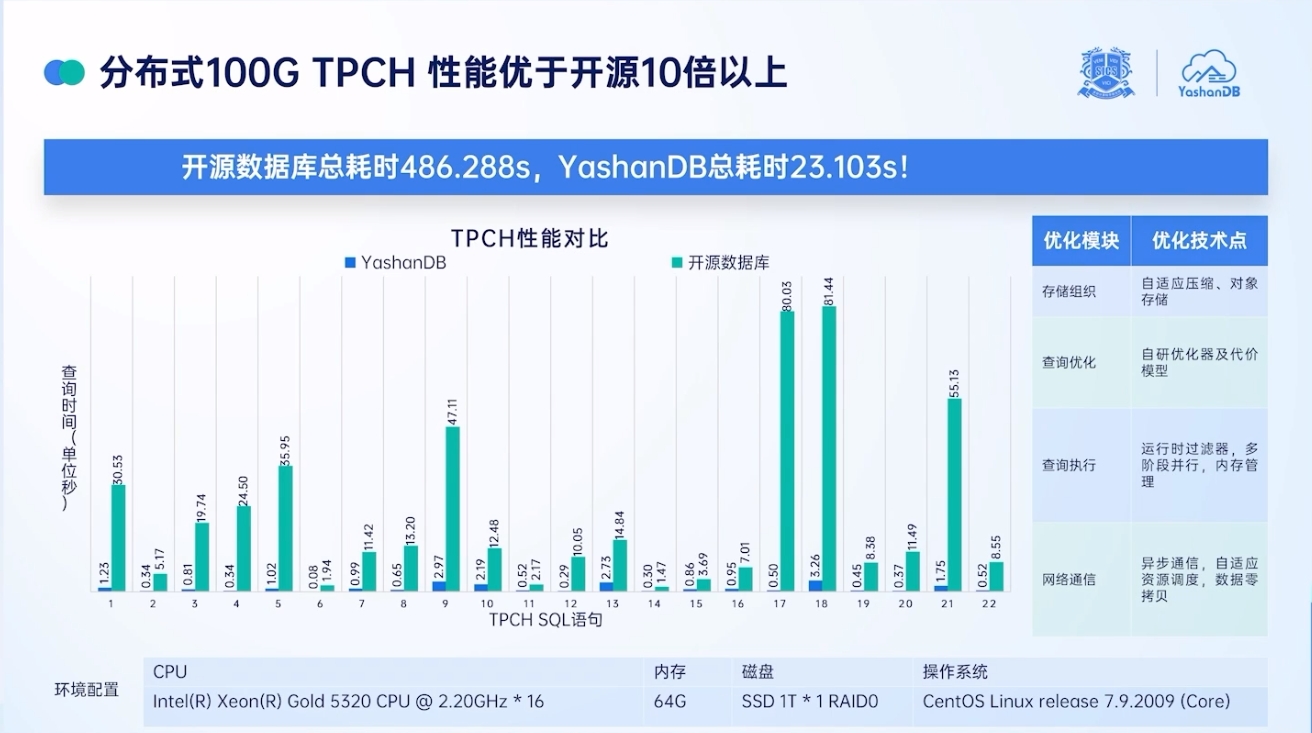 分布式100G TPCH 性能优于开源10倍以上
SICS
YashanDB
开源数据库总耗时486.288s，YashanDB总耗时23.103s！
TPCH性能对比
YashanDB
开源数据库
查询时间（单位秒）
1.23
30.53
0.34
5.17
0.81
19.74
0.34
24.50
1.02
35.95
0.08
1.94
0.99
11.42
0.65
13.20
2.97
47.11
2.19
12.48
0.52
2.17
0.29
10.05
2.73
14.84
0.30
1.47
0.86
3.69
0.95
7.01
0.50
80.03
3.26
81.44
0.45
8.38
0.37
11.49
1.75
55.13
0.52
8.55
1 2 3 4 5 6 7 8 9 10 11 12 13 14 15 16 17 18 19 20 21 22
TPCH SQL语句
优化模块 优化技术点
存储组织
自适应压缩、对象
存储
查询优化
自研优化器及代价
模型
查询执行
运行时过滤器，多
阶段并行，内存管
理
网络通信
异步通信，自适应
资源调度，数据零
拷贝
环境配置
CPU 内存 磁盘 操作系统
Intel(R) Xeon(R) Gold 5320 CPU @ 2.20GHz * 16 64G SSD 1T * 1 RAID0 CentOS Linux release 7.9.2009 (Core)